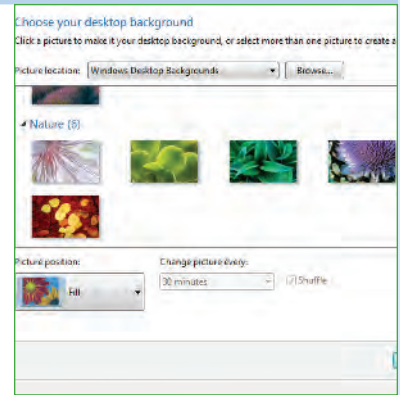 Choose your desktop background
Click a picture to make it your desktop background, or select more than one picture to create a
Picture location: Windows Desktop Backgrounds Browse...
Nature (6)
Picture position: Change picture every:
Fill 30 minutes Shuffle